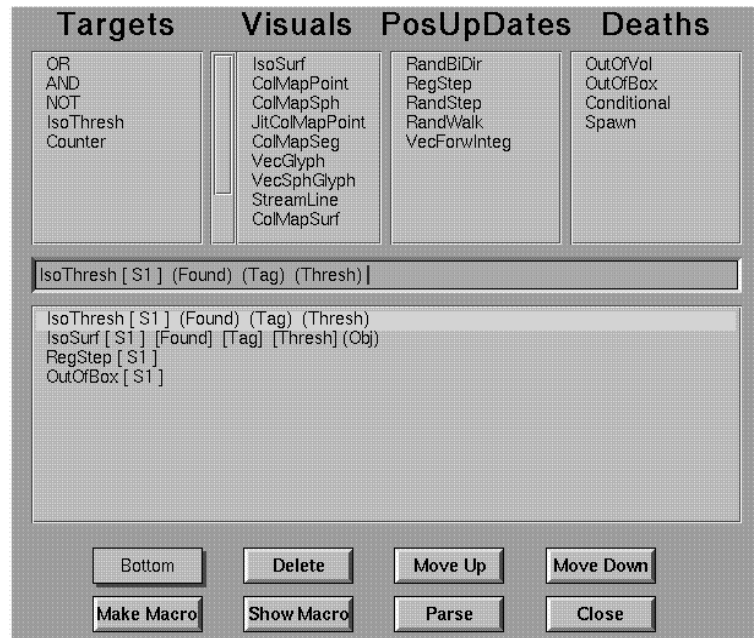 Targets
Visuals
PosUpDates
Deaths
OR
AND
NOT
IsoThresh
Counter
IsoSurf
ColMapPoint
ColMapSph
JitColMapPoint
ColMapSeg
VecGlyph
VecSphGlyph
StreamLine
ColMapSurf
RandBiDir
RegStep
RandStep
RandWalk
VecForwInteg
OutOfVol
OutOfBox
Conditional
Spawn
IsoThresh [ S1 ] (Found) (Tag) (Thresh)
IsoThresh [ S1 ] (Found) (Tag) (Thresh)
IsoSurf [ S1 ] [Found] [Tag] [Thresh] (Obj)
RegStep [ S1 ]
OutOfBox [ S1 ]
Bottom
Delete
Move Up
Move Down
Make Macro
Show Macro
Parse
Close